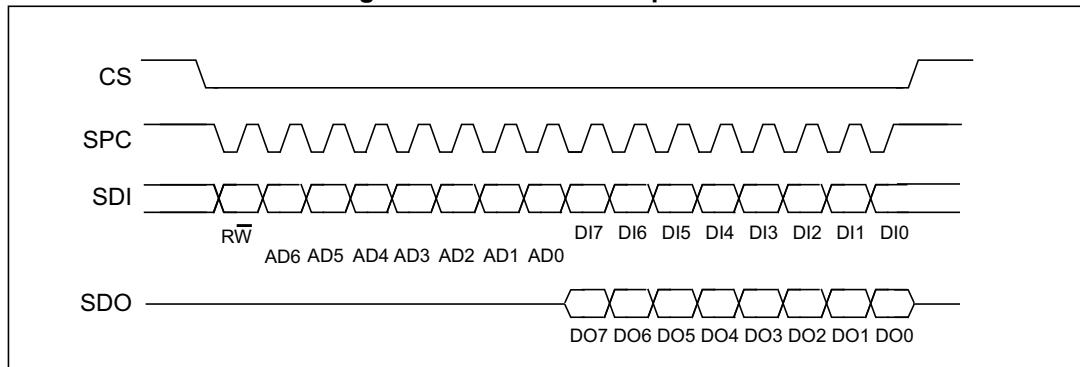 CS
SPC
SDI
RW
DI7 DI6 DI5 DI4 DI3 DI2 DI1 DI0
AD6 AD5 AD4 AD3 AD2 AD1 AD0
SDO
DO7 DO6 DO5 DO4 DO3 DO2 DO1 DO0